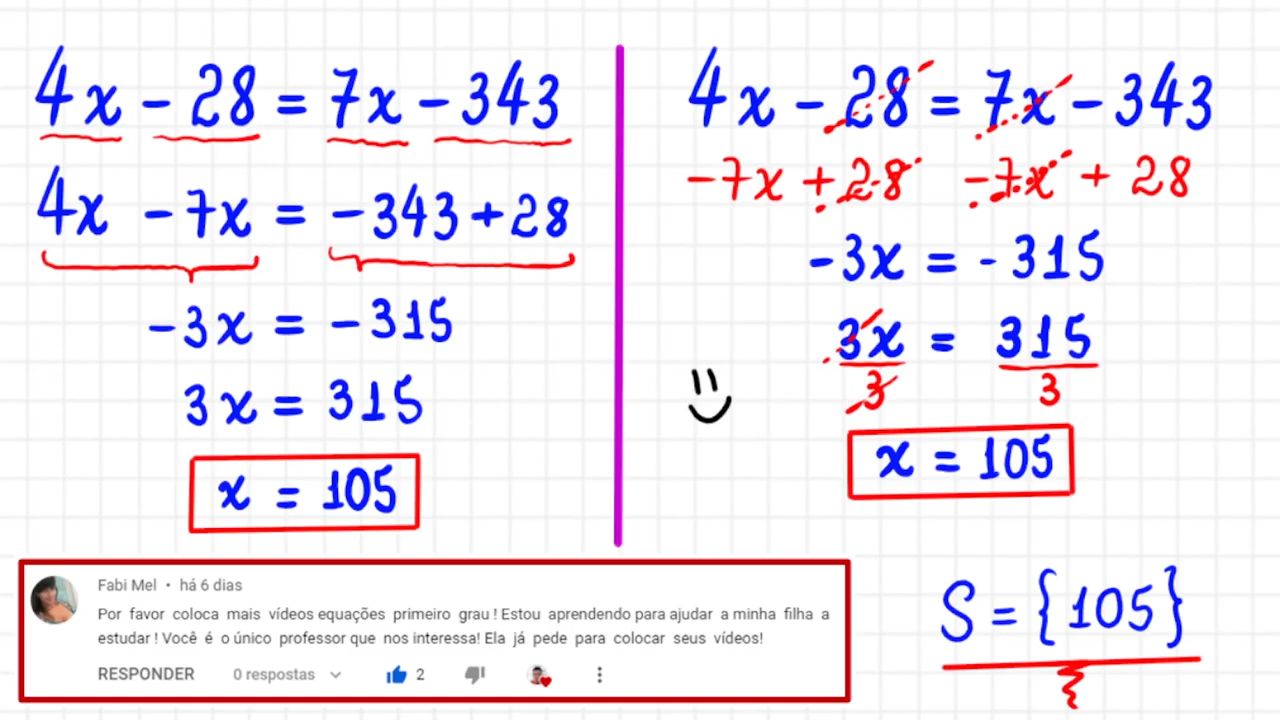 4x - 28 = 7x - 343
4x - 7x = -343 + 28
-3x = -315
3x = 315
x = 105
4x - 28 = 7x - 343
-7x + 28 -7x + 28
-3x = -315
3x = 315
3 3
x = 105
S = {105}
Fabi Mel • há 6 dias
Por favor coloca mais vídeos equações primeiro grau ! Estou aprendendo para ajudar a minha filha a
estudar ! Você é o único professor que nos interessa! Ela já pede para colocar seus vídeos!
RESPONDER 0 respostas 2